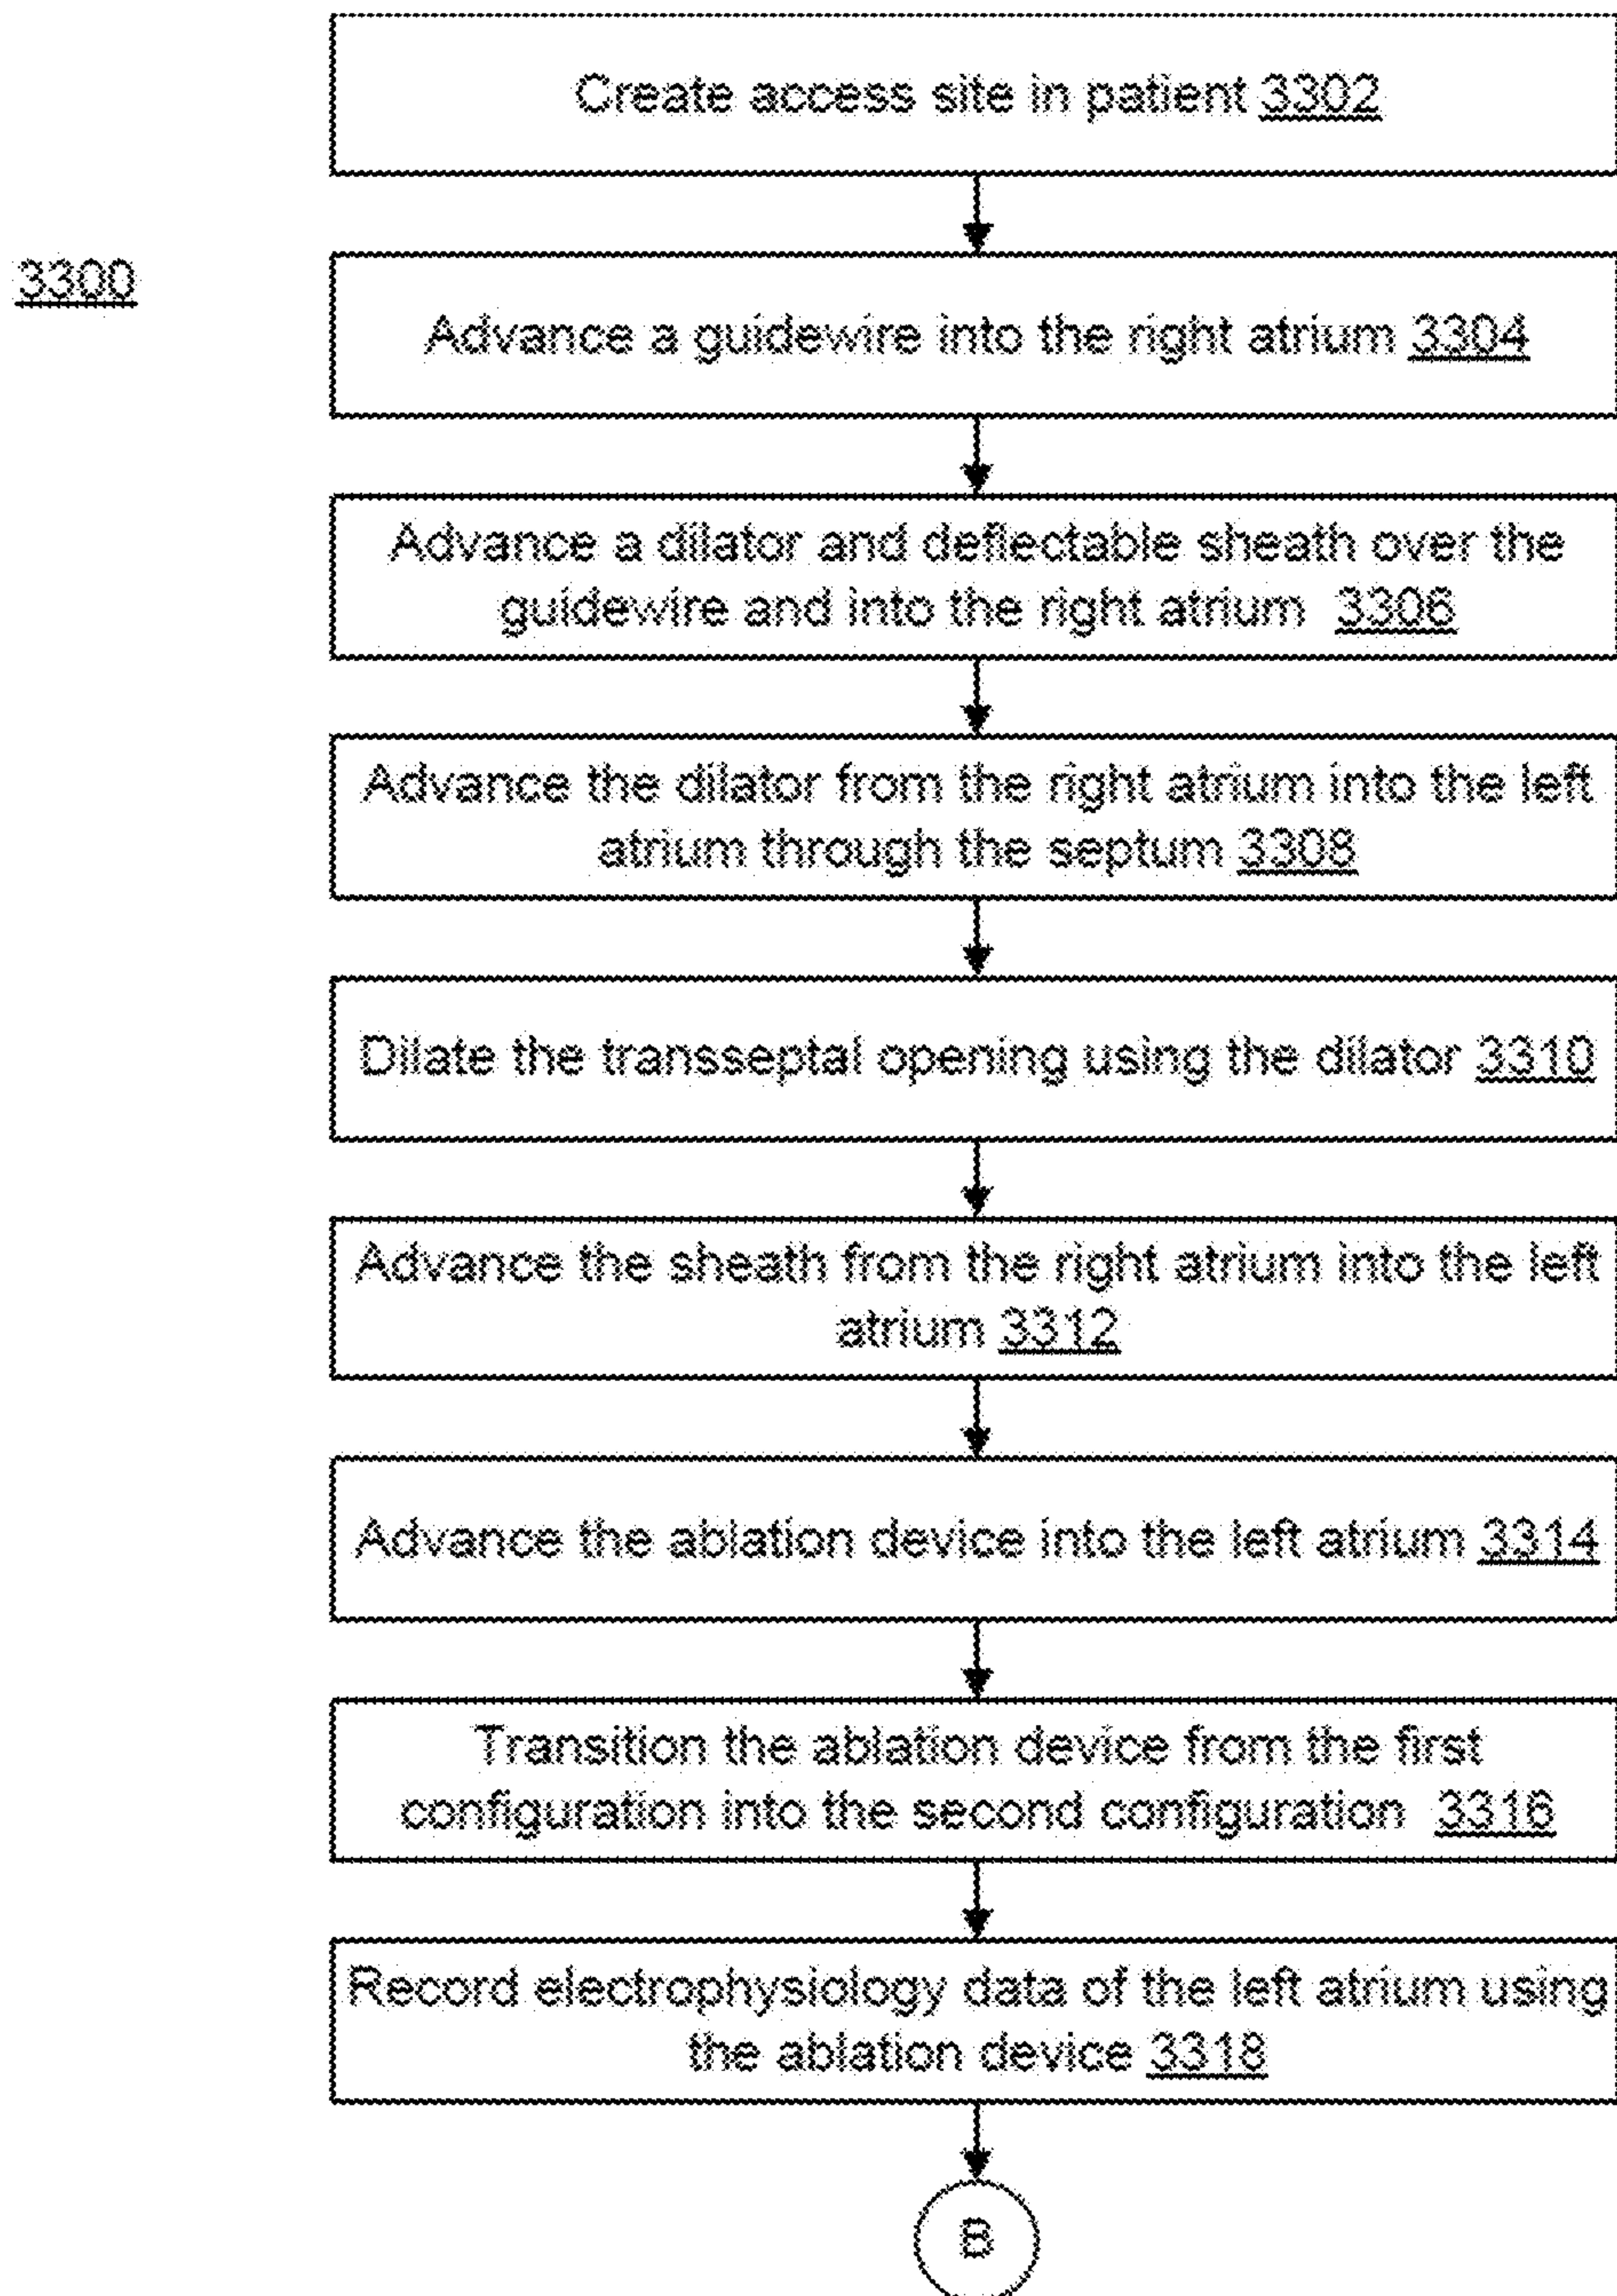 Create access site in patient 3302
3300
Advance a guidewire into the right atrium 3304
Advance a dilator and deflectable sheath over the
guidewire and into the right atrium 3306
Advance the dilator from the right atrium into the left
atrium through the septum 3308
Dilate the transseptal opening using the dilator 3310
Advance the sheath from the right atrium into the left
atrium 3312
Advance the ablation device into the left atrium 3314
Transition the ablation device from the first
configuration into the second configuration 3316
Record electrophysiology data of the left atrium using
the ablation device 3318
B